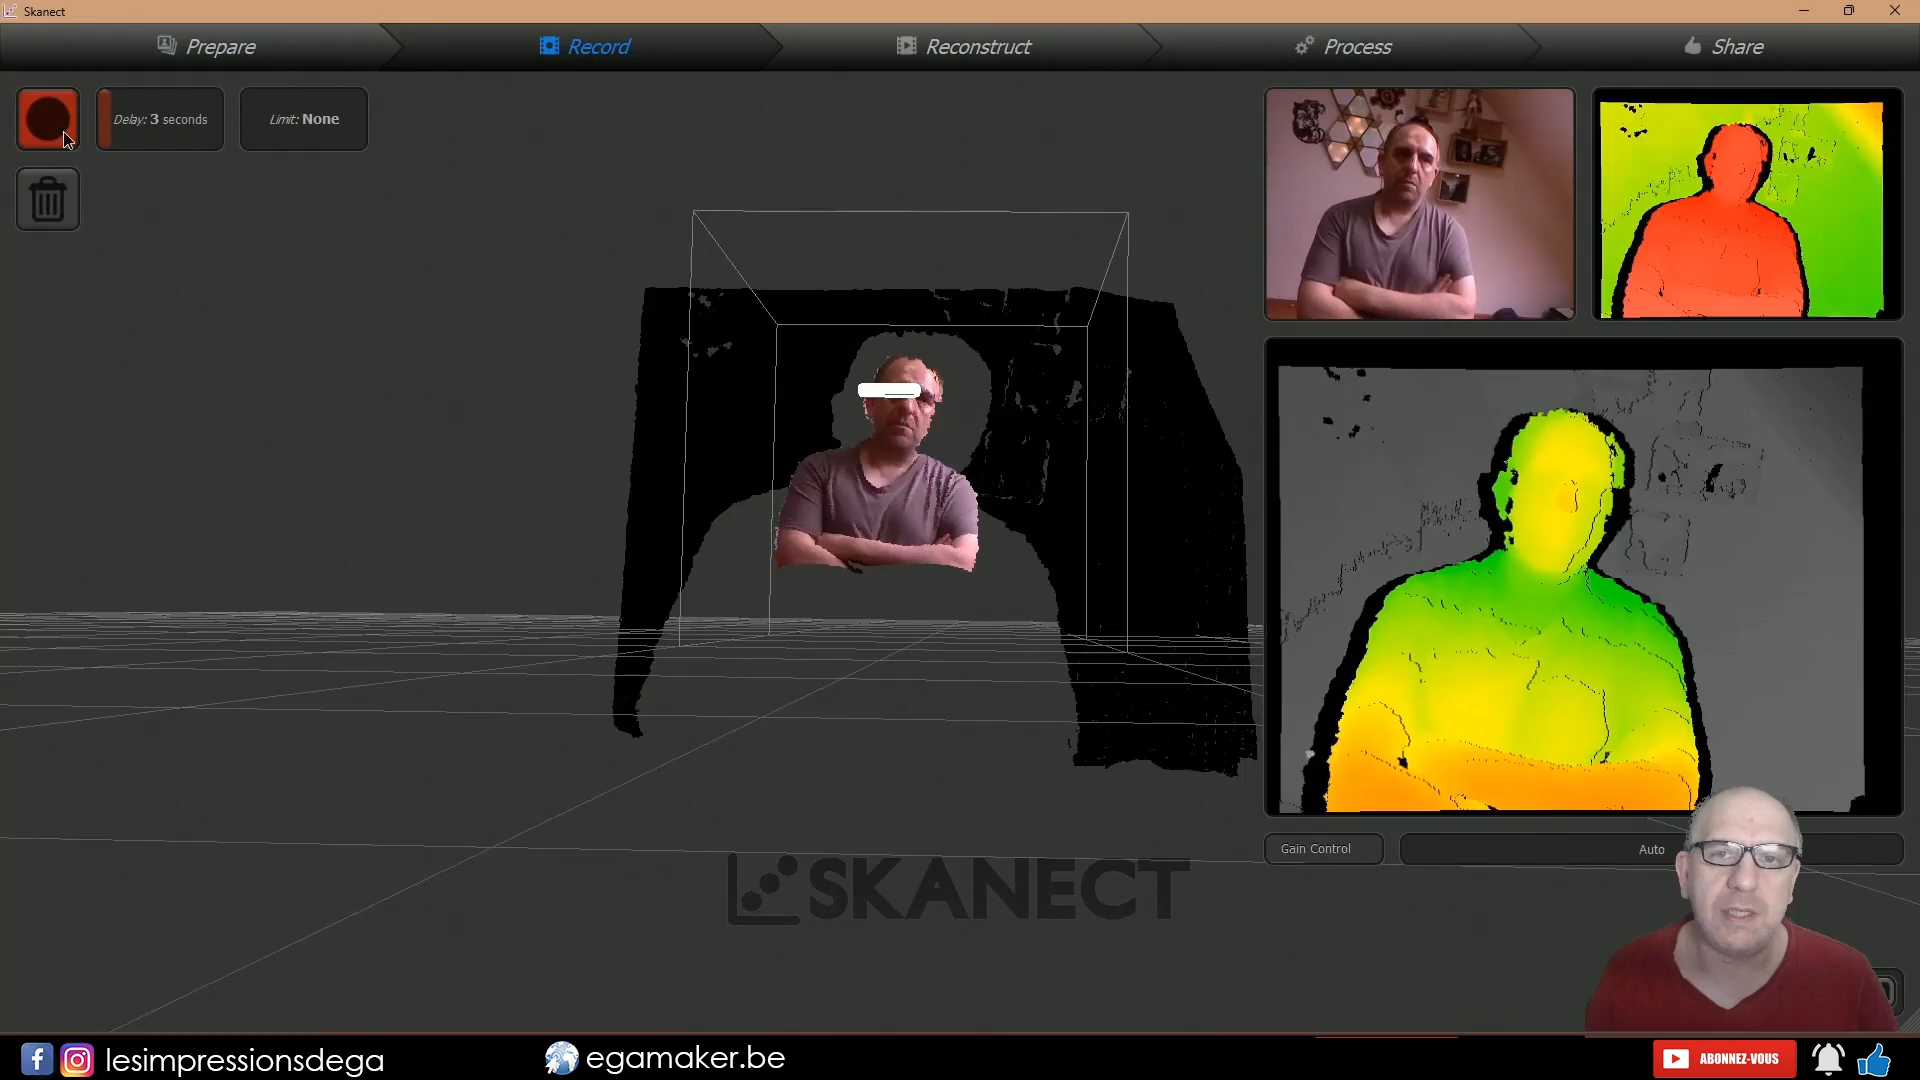 Skanect
Prepare
Record
Reconstruct
Process
Share
Delay: 3 seconds
Limit: None
Gain Control
Auto
SKANECT
lesimpressionsdega
egamaker.be
ABONNEZ-VOUS